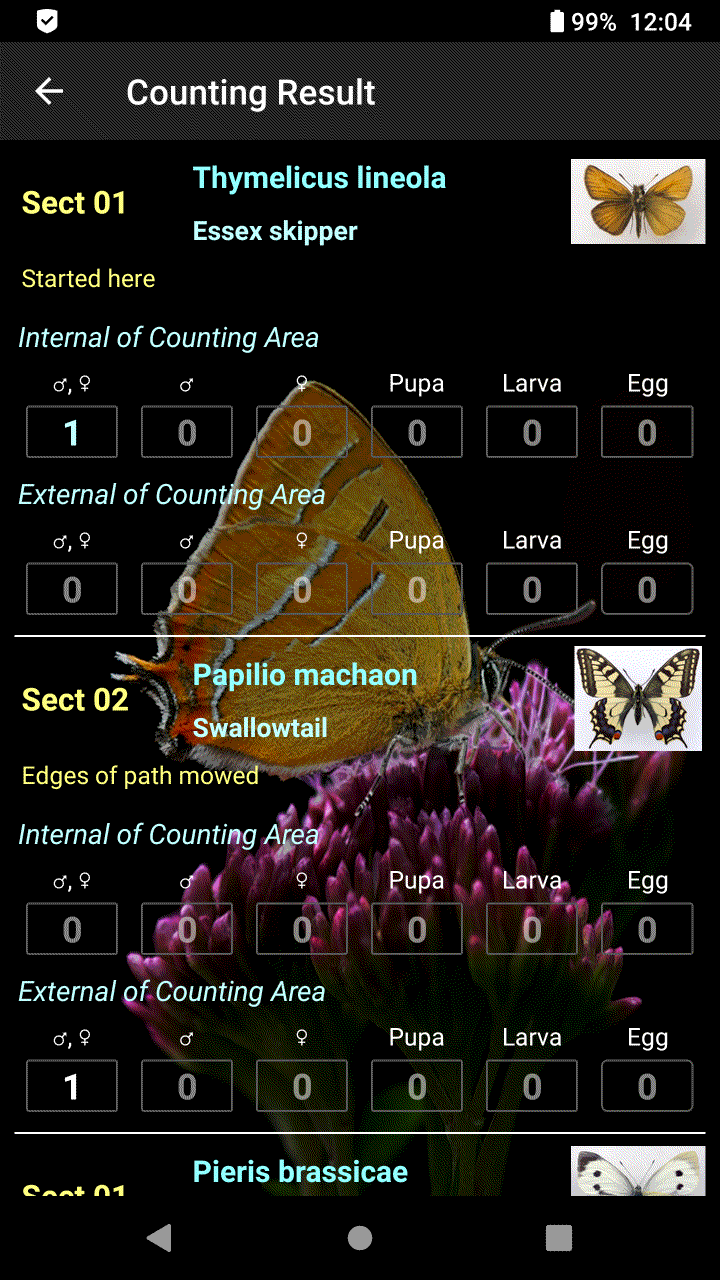 99% 12:04
Counting Result
Thymelicus lineola
Sect 01
Essex skipper
Started here
Internal of Counting Area
♂, ♀ ♂ ♀ Pupa Larva Egg
1 0 0 0 0 0
External of Counting Area
♂, ♀ ♂ ♀ Pupa Larva Egg
0 0 0 0 0 0
Papilio machaon
Sect 02
Swallowtail
Edges of path mowed
Internal of Counting Area
♂, ♀ ♂ ♀ Pupa Larva Egg
0 0 0 0 0 0
External of Counting Area
♂, ♀ ♂ ♀ Pupa Larva Egg
1 0 0 0 0 0
Pieris brassicae
Sect 01